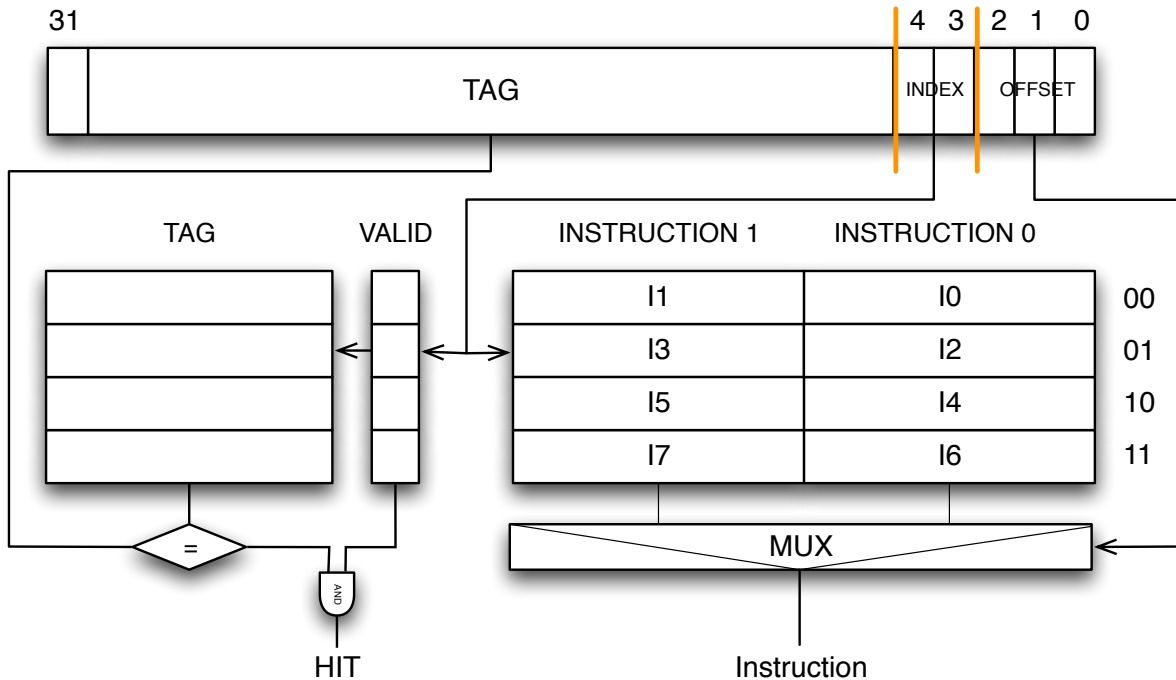 31 4 3 2 1 0
TAG INDEX OFFSET
TAG VALID INSTRUCTION 1 INSTRUCTION 0
I1 I0 00
I3 I2 01
I5 I4 10
I7 I6 11
= MUX
AND
HIT Instruction